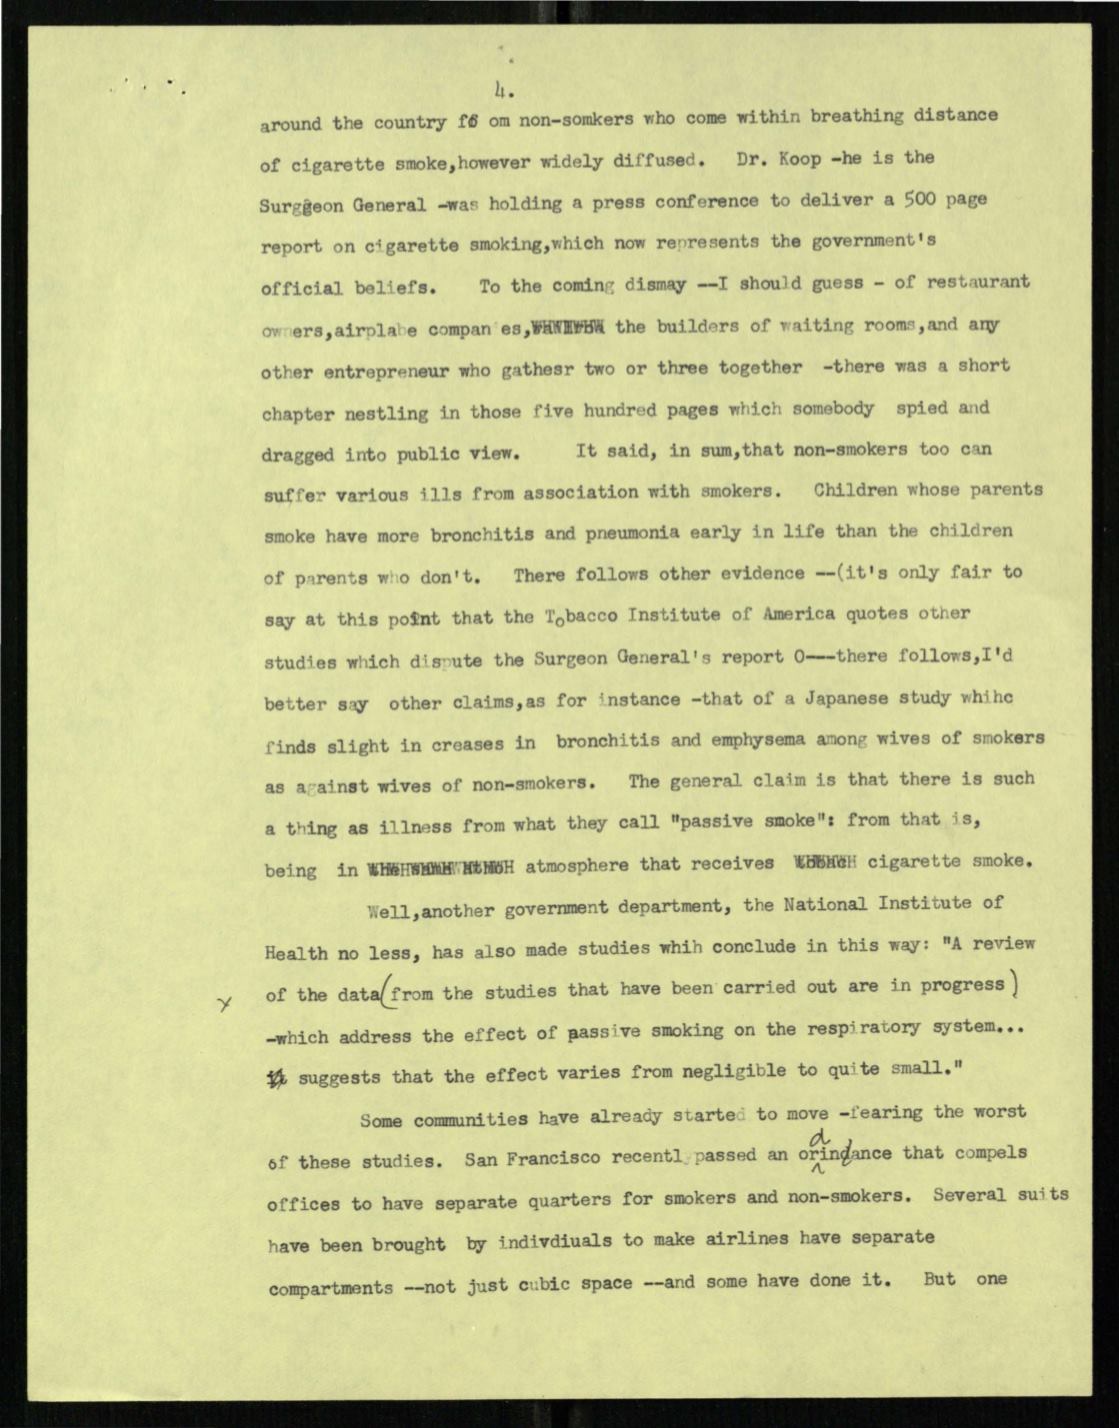 4.
around the country f6 om non-somkers who come within breathing distance
of cigarette smoke,however widely diffused. Dr. Koop -he is the
Surggeon General -was holding a press conference to deliver a 500 page
report on cigarette smoking,which now represents the government's
official beliefs. To the coming dismay --I should guess - of restaurant
owners,airplabe companies, the builders of waiting rooms,and any
other entrepreneur who gathesr two or three together -there was a short
chapter nestling in those five hundred pages which somebody spied and
dragged into public view. It said, in sum,that non-smokers too can
suffer various ills from association with smokers. Children whose parents
smoke have more bronchitis and pneumonia early in life than the children
of parents who don't. There follows other evidence --(it's only fair to
say at this point that the Tobacco Institute of America quotes other
studies which dispute the Surgeon General's report 0---there follows,I'd
better say other claims,as for instance -that of a Japanese study whihc
finds slight in creases in bronchitis and emphysema among wives of smokers
as against wives of non-smokers. The general claim is that there is such
a thing as illness from what they call "passive smoke": from that is,
being in atmosphere that receives cigarette smoke.
Well,another government department, the National Institute of
Health no less, has also made studies whih conclude in this way: "A review
x of the data(from the studies that have been carried out are in progress)
-which address the effect of passive smoking on the respiratory system...
suggests that the effect varies from negligible to quite small."
Some communities have already started to move -fearing the worst
d
of these studies. San Francisco recently passed an orindance that compels
offices to have separate quarters for smokers and non-smokers. Several suits
have been brought by indivdiuals to make airlines have separate
compartments --not just cubic space --and some have done it. But one